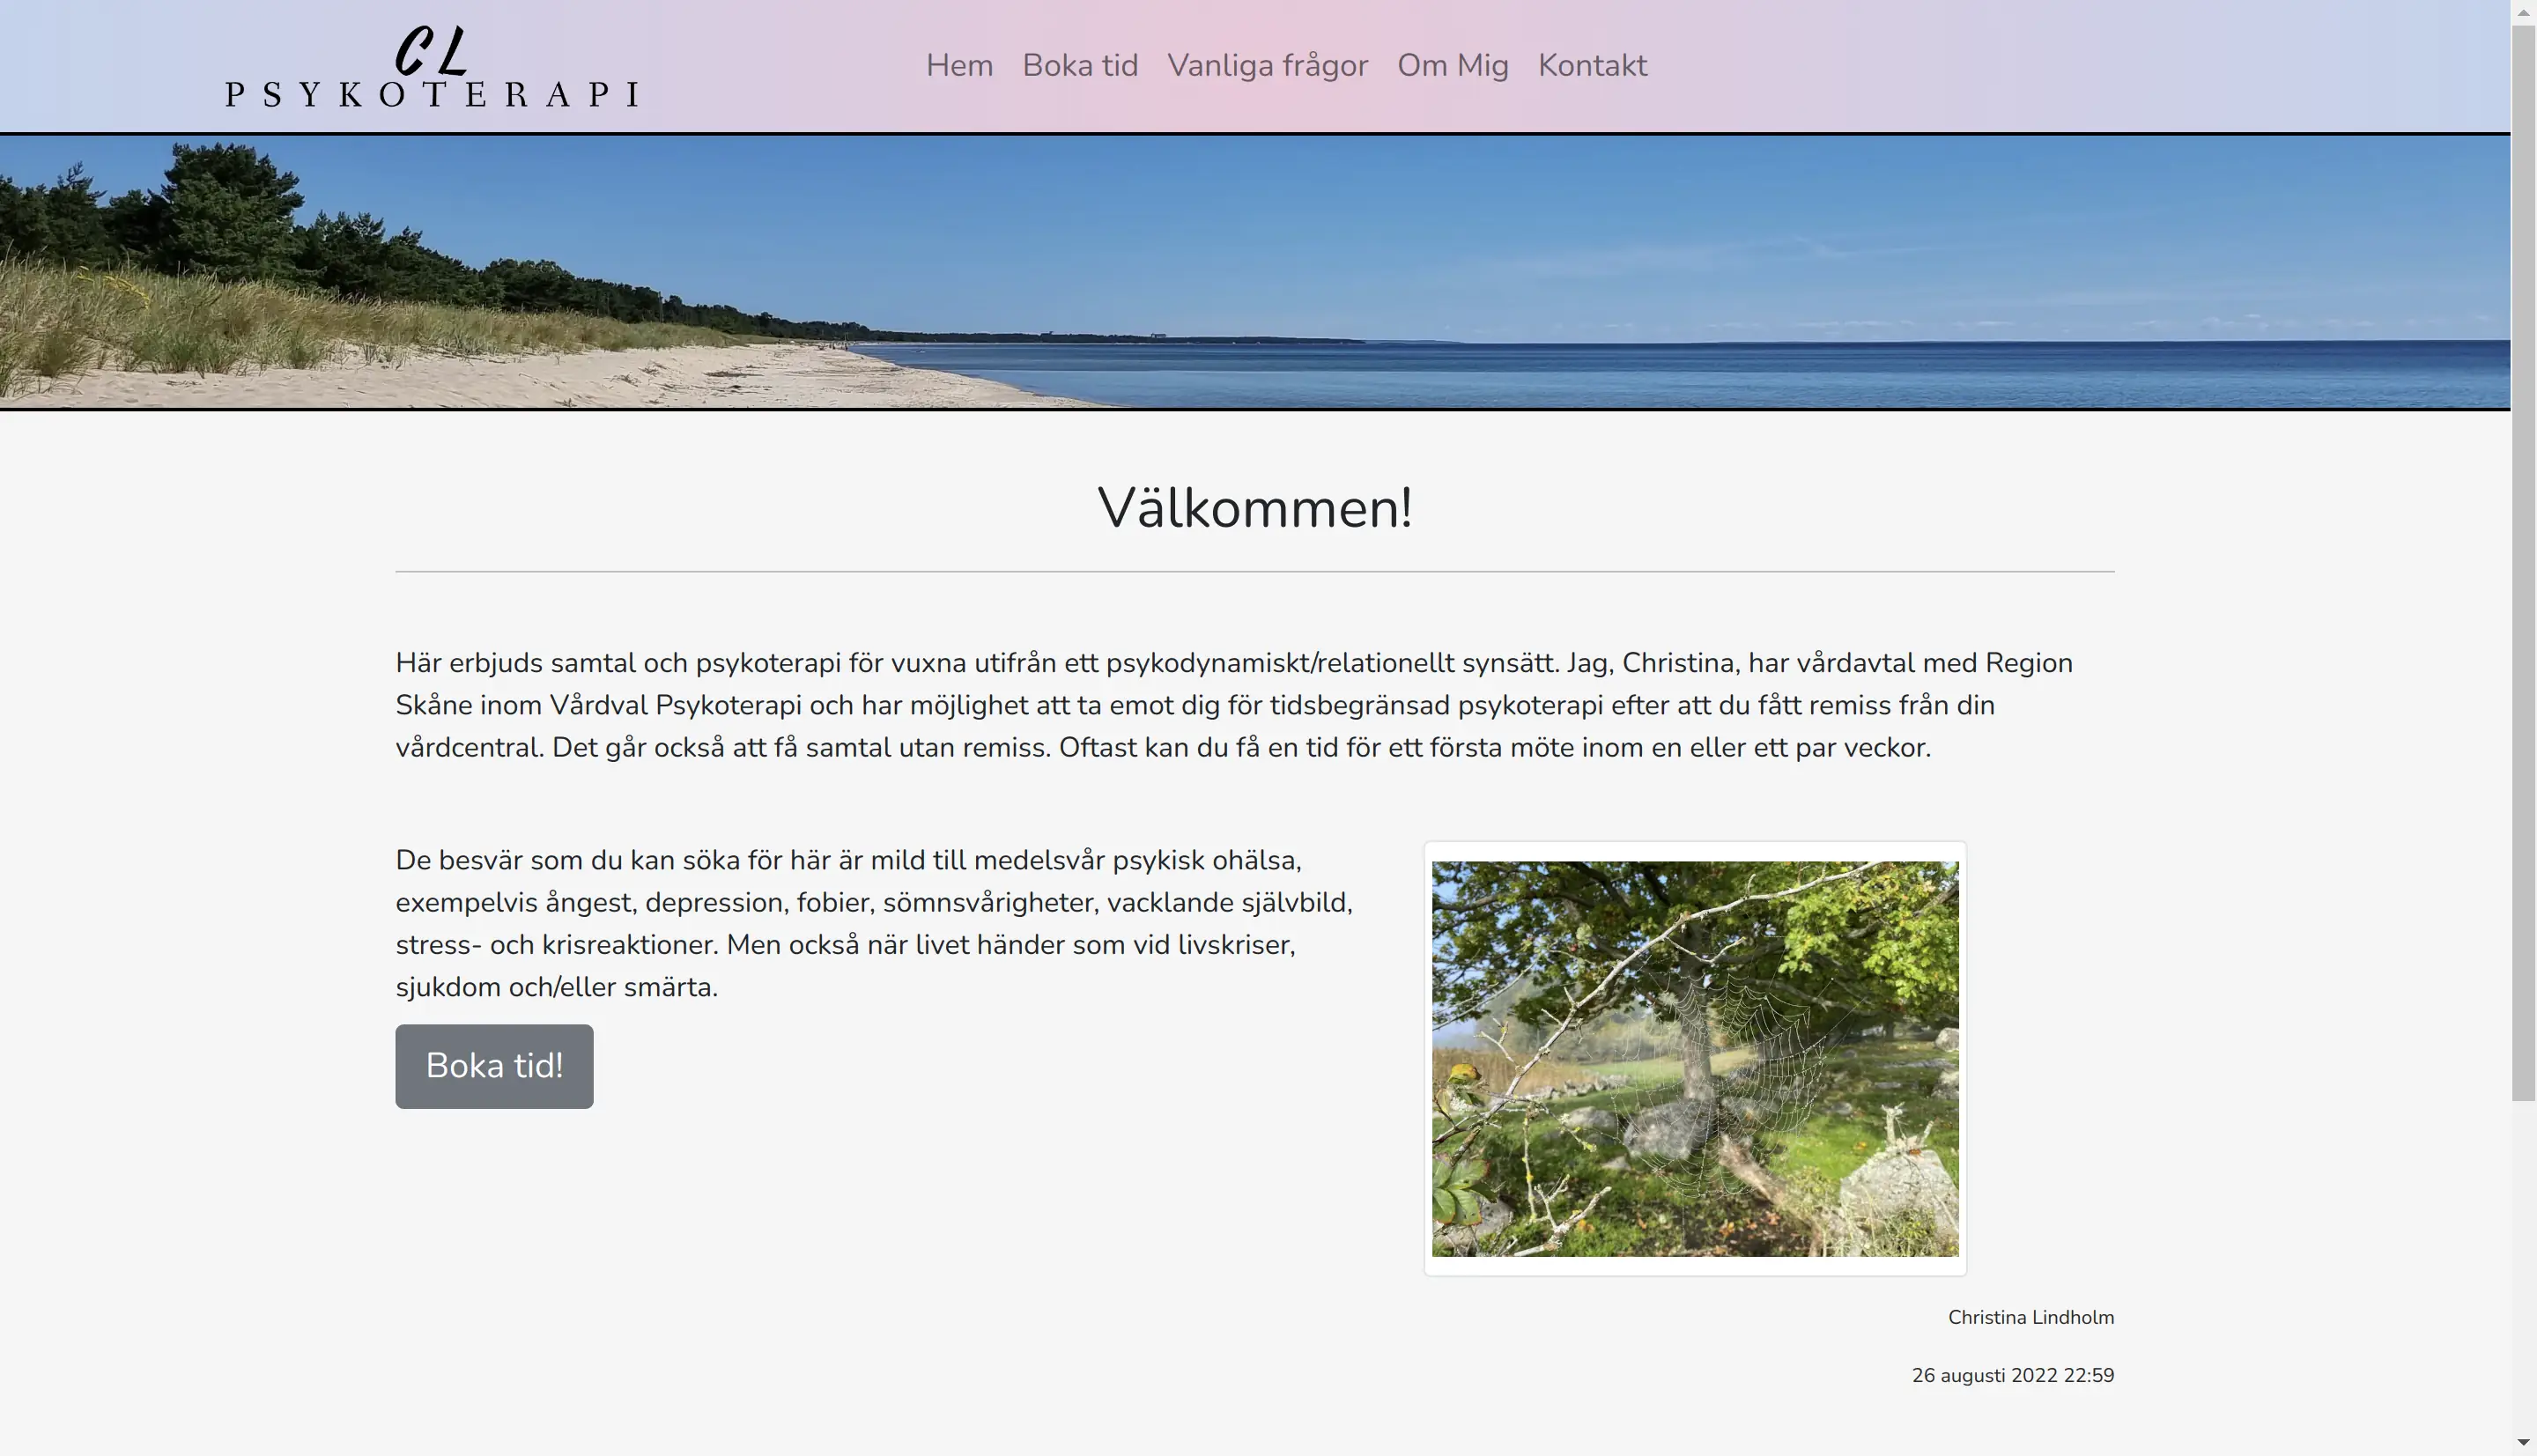 CL
PSYKOTERAPI
Hem Boka tid Vanliga frågor Om Mig Kontakt
Välkommen!
Här erbjuds samtal och psykoterapi för vuxna utifrån ett psykodynamiskt/relationellt synsätt. Jag, Christina, har vårdavtal med Region
Skåne inom Vårdval Psykoterapi och har möjlighet att ta emot dig för tidsbegränsad psykoterapi efter att du fått remiss från din
vårdcentral. Det går också att få samtal utan remiss. Oftast kan du få en tid för ett första möte inom en eller ett par veckor.
De besvär som du kan söka för här är mild till medelsvår psykisk ohälsa,
exempelvis ångest, depression, fobier, sömnsvårigheter, vacklande självbild,
stress- och krisreaktioner. Men också när livet händer som vid livskriser,
sjukdom och/eller smärta.
Boka tid!
Christina Lindholm
26 augusti 2022 22:59